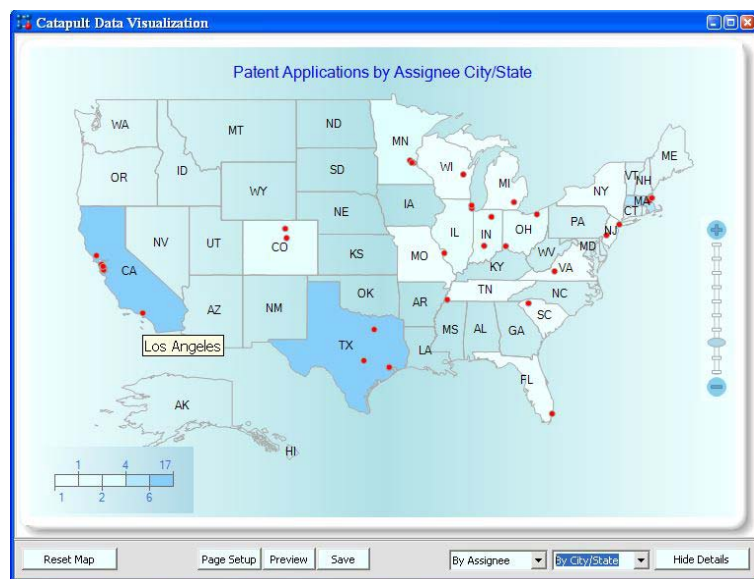 Catapult Data Visualization
Patent Applications by Assignee City/State
WA
MT
ND
MN
ME
OR
ID
SD
WI
VT
NH
WY
MI
NY
MA
IA
CT
NE
PA
NV
UT
CO
IL
IN
OH
NJ
CA
KS
MO
WV
MD
KY
VA
AZ
NM
OK
AR
TN
NC
SC
MS
AL
GA
Los Angeles
TX
LA
FL
AK
HI
1 4 17
1 2 6
Reset Map
Page Setup
Preview
Save
By Assignee
By City/State
Hide Details